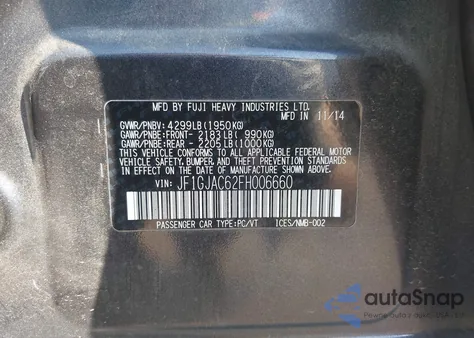 MFD BY FUJI HEAVY INDUSTRIES LTD.
MFD IN 11/14
GVWR/PNBV: 4299LB(1950KG)
GAWR/PNBE:FRONT- 2183LB( 990KG)
GAWR/PNBE:REAR - 2205LB(1000KG)
THIS VEHICLE CONFORMS TO ALL APPLICABLE
FEDERAL MOTOR VEHICLE
SAFETY, BUMPER, AND THEFT PREVENTION STANDARDS
IN EFFECT ON THE DATE OF MANUFACTURE SHOWN
ABOVE.
VIN: JF1GJAC62FH006660
PASSENGER CAR TYPE:PC/VT ICES/NMB-002
autoSnap